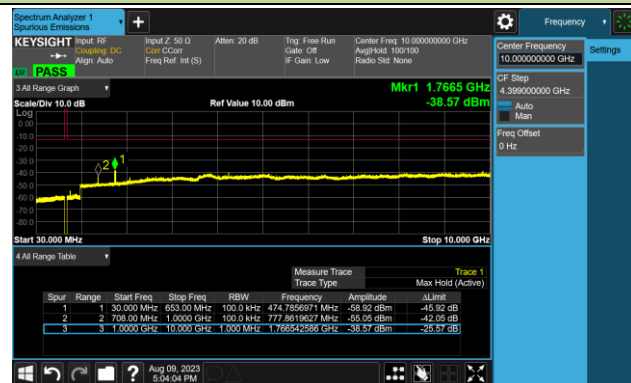 Spectrum Analyzer 1
Spurious Emissions
+
Frequency
KEYSIGHT Input: RF Input Z: 50 Ω Atten: 20 dB Trig: Free Run Center Freq: 10.000000000 GHz
Coupling: DC Corr CCorr Gate: Off Avg|Hold: 100/100
Align: Auto Freq Ref: Int (S) IF Gain: Low Radio Std: None
PASS
Center Frequency
10.000000000 GHz
Settings
CF Step
4.399000000 GHz
Auto
Man
Freq Offset
0 Hz
3 All Range Graph
Mkr1 1.7665 GHz
Scale/Div 10.0 dB Ref Value 10.00 dBm -38.57 dBm
Log
0.00
-10.0
-20.0
-30.0
-40.0
-50.0
-60.0
-70.0
-80.0
2 1
Start 30.000 MHz Stop 10.000 GHz
4 All Range Table
Measure Trace Trace 1
Trace Type Max Hold (Active)
Spur Range Start Freq Stop Freq RBW Frequency Amplitude ΔLimit
1 1 30.000 MHz 653.00 MHz 100.0 kHz 474.7856971 MHz -58.92 dBm -45.92 dB
2 2 708.00 MHz 1.0000 GHz 100.0 kHz 777.8619627 MHz -55.05 dBm -42.05 dB
3 3 1.0000 GHz 10.000 GHz 1.000 MHz 1.766542586 GHz -38.57 dBm -25.57 dB
? Aug 09, 2023
5:04:04 PM